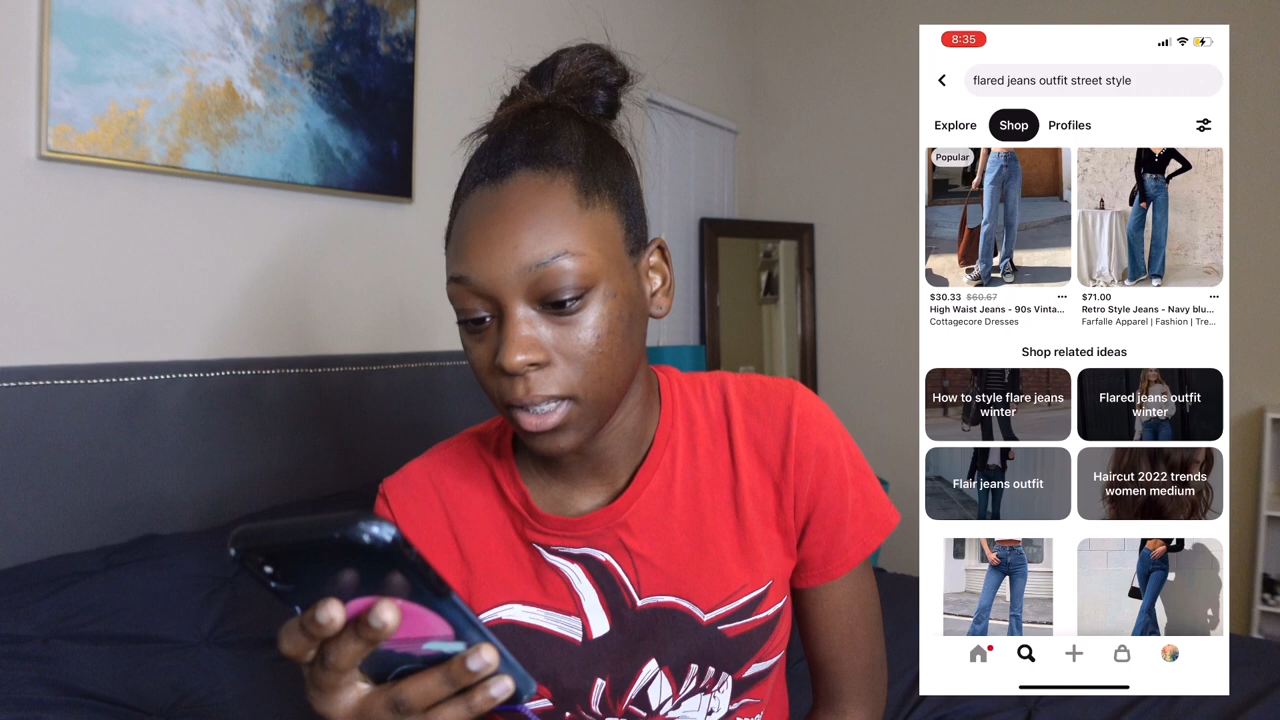 8:35
flared jeans outfit street style
Explore
Shop
Profiles
Popular
$30.33 $60.67
High Waist Jeans - 90s Vinta...
Cottagecore Dresses
$71.00
Retro Style Jeans - Navy blu...
Farfalle Apparel | Fashion | Tre...
Shop related ideas
How to style flare jeans
winter
Flared jeans outfit
winter
Flair jeans outfit
Haircut 2022 trends
women medium